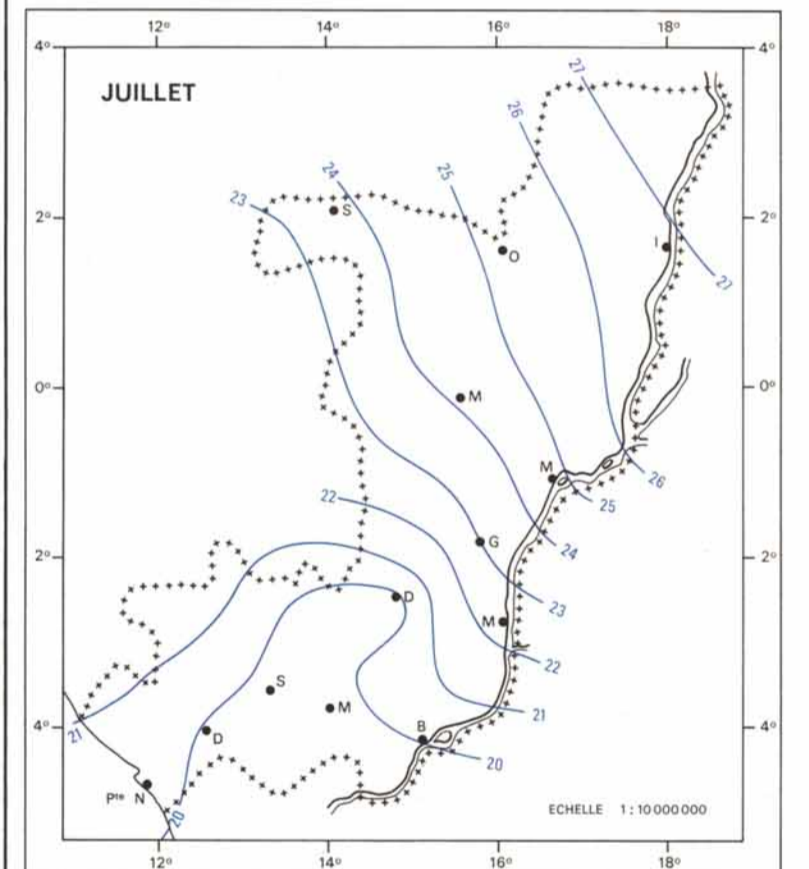 12° 14° 16° 18°
4° 4°
JUILLET
27
26
24 25
23
S
2° 2°
O I
27
0° 0°
M
M
26
22 25
G 24
2° 2°
D 23
M
22
S
M 21
4° B 4°
21 D
20
Pte N
ECHELLE 1 : 10 000 000
20
12° 14° 16° 18°